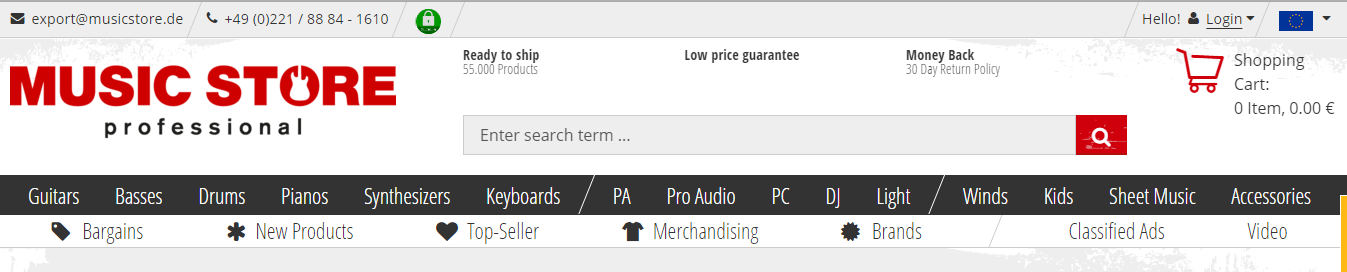 export@musicstore.de +49 (0)221 / 88 84 - 1610 Hello! Login
Ready to ship Low price guarantee Money Back
55.000 Products 30 Day Return Policy
MUSIC STORE
professional
Shopping
Cart:
0 Item, 0.00 €
Enter search term ...
Guitars Basses Drums Pianos Synthesizers Keyboards PA Pro Audio PC DJ Light Winds Kids Sheet Music Accessories
Bargains New Products Top-Seller Merchandising Brands Classified Ads Video